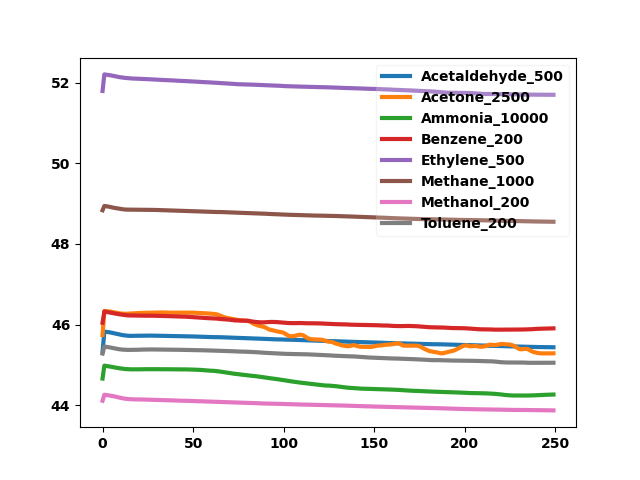 52
50
48
46
44
0
50
100
150
200
250
Acetaldehyde_500
Acetone_2500
Ammonia_10000
Benzene_200
Ethylene_500
Methane_1000
Methanol_200
Toluene_200